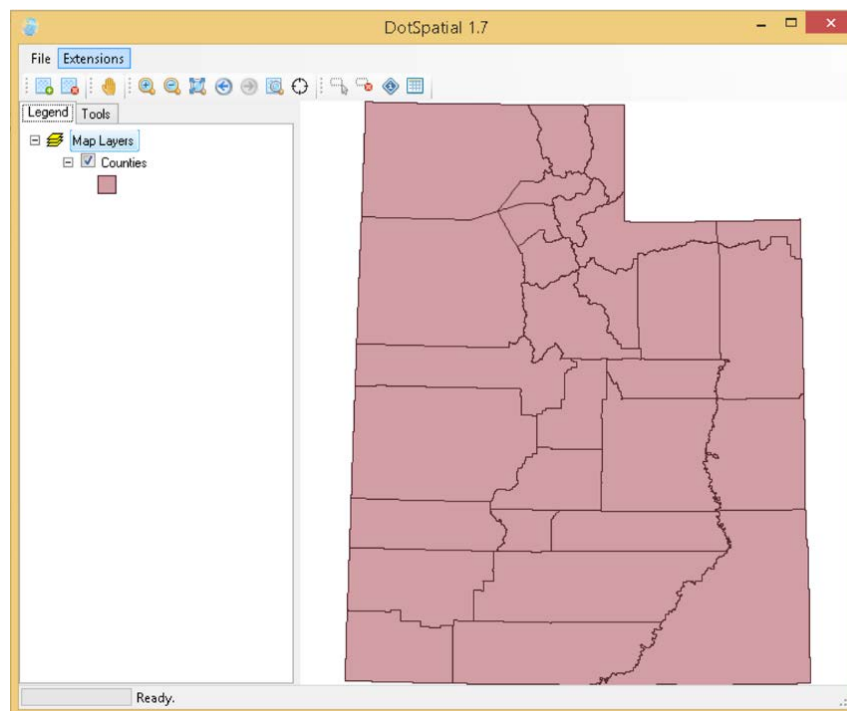 DotSpatial 1.7
File Extensions
Legend Tools
Map Layers
Counties
Ready.